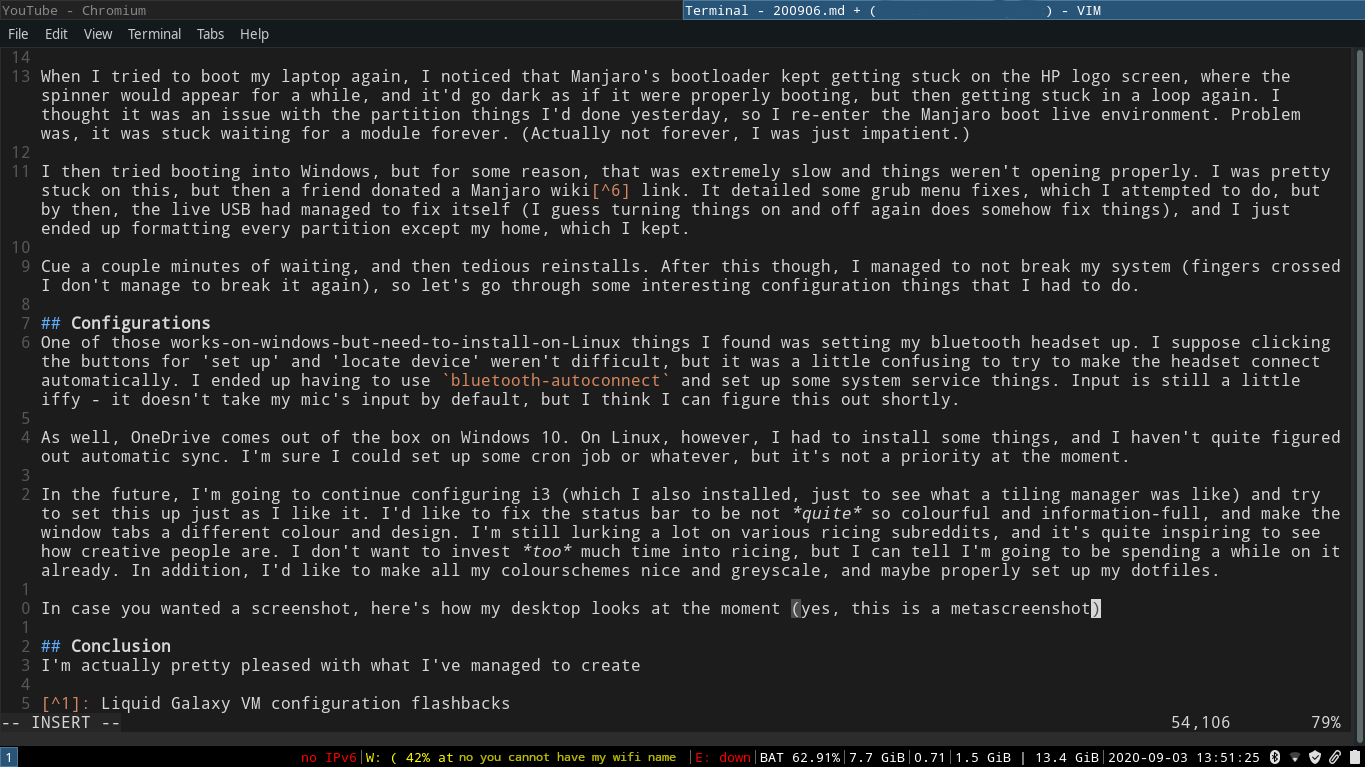 YouTube - Chromium
Terminal - 200906.md + ( ) - VIM
File Edit View Terminal Tabs Help
14
13 When I tried to boot my laptop again, I noticed that Manjaro's bootloader kept getting stuck on the HP logo screen, where the
spinner would appear for a while, and it'd go dark as if it were properly booting, but then getting stuck in a loop again. I
thought it was an issue with the partition things I'd done yesterday, so I re-enter the Manjaro boot live environment. Problem
was, it was stuck waiting for a module forever. (Actually not forever, I was just impatient.)
12
11 I then tried booting into Windows, but for some reason, that was extremely slow and things weren't opening properly. I was pretty
stuck on this, but then a friend donated a Manjaro wiki[^6] link. It detailed some grub menu fixes, which I attempted to do, but
by then, the live USB had managed to fix itself (I guess turning things on and off again does somehow fix things), and I just
ended up formatting every partition except my home, which I kept.
10
9 Cue a couple minutes of waiting, and then tedious reinstalls. After this though, I managed to not break my system (fingers crossed
I don't manage to break it again), so let's go through some interesting configuration things that I had to do.
8
7 ## Configurations
6 One of those works-on-windows-but-need-to-install-on-Linux things I found was setting my bluetooth headset up. I suppose clicking
the buttons for 'set up' and 'locate device' weren't difficult, but it was a little confusing to try to make the headset connect
automatically. I ended up having to use `bluetooth-autoconnect` and set up some system service things. Input is still a little
iffy - it doesn't take my mic's input by default, but I think I can figure this out shortly.
5
4 As well, OneDrive comes out of the box on Windows 10. On Linux, however, I had to install some things, and I haven't quite figured
out automatic sync. I'm sure I could set up some cron job or whatever, but it's not a priority at the moment.
3
2 In the future, I'm going to continue configuring i3 (which I also installed, just to see what a tiling manager was like) and try
to set this up just as I like it. I'd like to fix the status bar to be not *quite* so colourful and information-full, and make the
window tabs a different colour and design. I'm still lurking a lot on various ricing subreddits, and it's quite inspiring to see
how creative people are. I don't want to invest *too* much time into ricing, but I can tell I'm going to be spending a while on it
already. In addition, I'd like to make all my colourschemes nice and greyscale, and maybe properly set up my dotfiles.
1
0 In case you wanted a screenshot, here's how my desktop looks at the moment (yes, this is a metascreenshot)
1
2 ## Conclusion
3 I'm actually pretty pleased with what I've managed to create
4
5 [^1]: Liquid Galaxy VM configuration flashbacks
-- INSERT -- 54,106 79%
1 no IPv6|W: ( 42% at no you cannot have my wifi name |E: down|BAT 62.91%|7.7 GiB|0.71|1.5 GiB | 13.4 GiB|2020-09-03 13:51:25